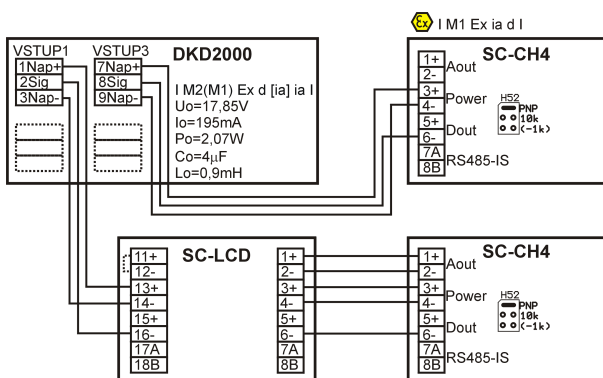 Ex I M1 Ex ia d I
VSTUP1 VSTUP3 DKD2000
1Nap+ 7Nap+
2Sig 8Sig
3Nap- 9Nap-
I M2(M1) Ex d [ia] ia I
Uo=17,85V
Io=195mA
Po=2,07W
Co=4µF
Lo=0,9mH
SC-CH4
1+
2-
Aout
3+
4-
Power
5+
6-
Dout
7A
8B
RS485-IS
H52
PNP
10k
(-1k)
SC-LCD
11+ 1+
12- 2-
13+ 3+
14- 4-
15+ 5+
16- 6-
17A 7A
18B 8B
SC-CH4
1+
2-
Aout
3+
4-
Power
5+
6-
Dout
7A
8B
RS485-IS
H52
PNP
10k
(-1k)